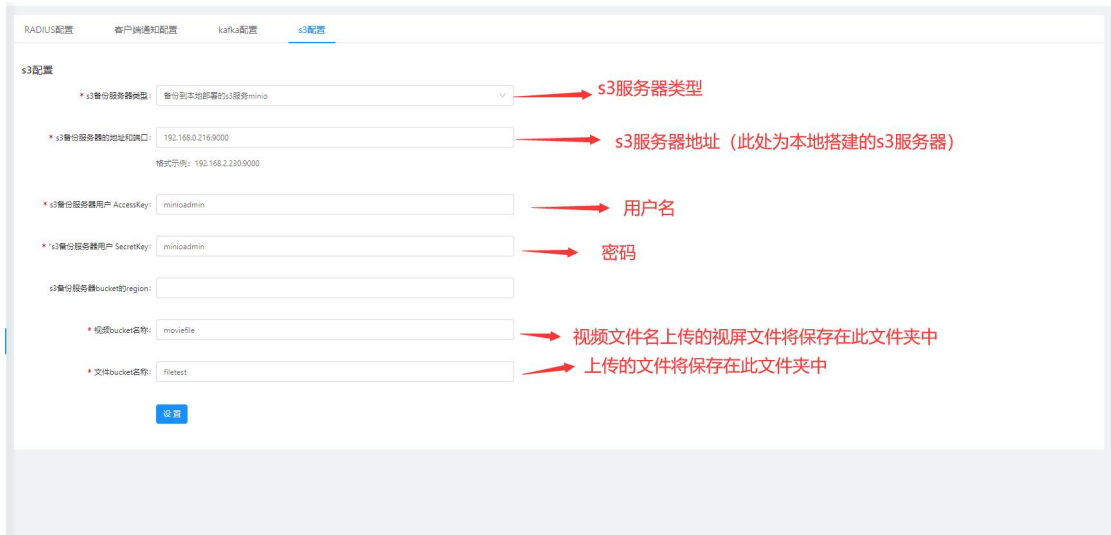 RADIUS配置 客户端通知配置 kafka配置 s3配置
s3配置
* s3备份服务器类型: 备份到本地部署的s3服务minio
s3服务器类型
* s3备份服务器的地址和端口: 192.168.0.216:9000
s3服务器地址（此处为本地搭建的s3服务器）
格式示例: 192.168.2.230:9000
* s3备份服务器用户 AccessKey: minioadmin
用户名
* 's3备份服务器用户 SecretKey: minioadmin
密码
s3备份服务器bucket的region:
* 视频bucket名称: moviefile
视频文件名上传的视屏文件将保存在此文件夹中
* 文件bucket名称: filetest
上传的文件将保存在此文件夹中
设 置